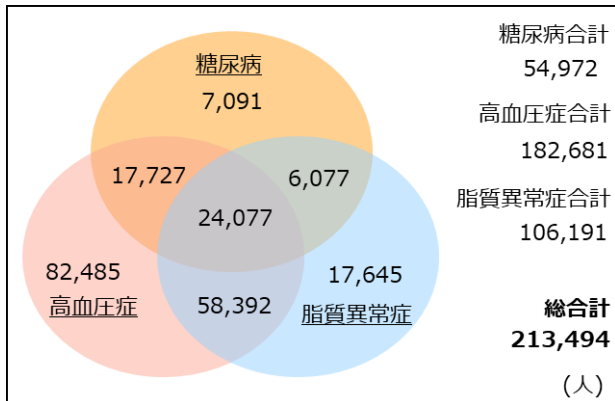 糖尿病
7,091
17,727
6,077
24,077
82,485
高血圧症
58,392
17,645
脂質異常症
糖尿病合計
54,972
高血圧症合計
182,681
脂質異常症合計
106,191
総合計
213,494
(人)